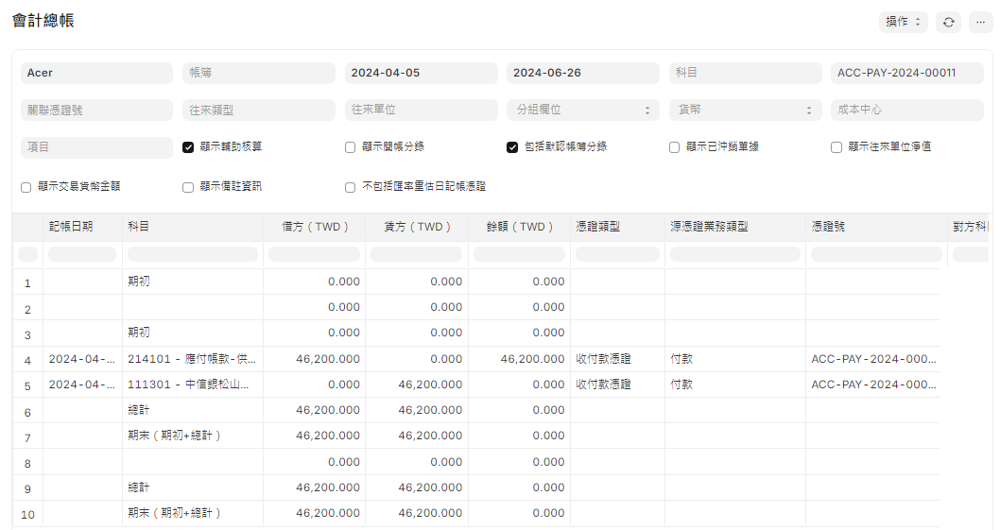 會計總帳
操作
Acer 帳簿 2024-04-05 2024-06-26 科目 ACC-PAY-2024-00011
關聯憑證號 往來類型 往來單位 分組欄位 貨幣 成本中心
項目 顯示輔助核算 顯示開帳分錄 包括默認帳簿分錄 顯示已沖銷單據 顯示往來單位淨值
顯示交易貨幣金額 顯示備註資訊 不包括匯率重估日記帳憑證
記帳日期 科目 借方（TWD） 貸方（TWD） 餘額（TWD） 憑證類型 源憑證業務類型 憑證號 對方科
1 期初 0.000 0.000 0.000
2 0.000 0.000 0.000
3 期初 0.000 0.000 0.000
4 2024-04-... 214101 - 應付帳款-供... 46,200.000 0.000 46,200.000 收付款憑證 付款 ACC-PAY-2024-000...
5 2024-04-... 111301 - 中信銀松山... 0.000 46,200.000 0.000 收付款憑證 付款 ACC-PAY-2024-000...
6 總計 46,200.000 46,200.000 0.000
7 期末（期初+總計） 46,200.000 46,200.000 0.000
8 0.000 0.000 0.000
9 總計 46,200.000 46,200.000 0.000
10 期末（期初+總計） 46,200.000 46,200.000 0.000